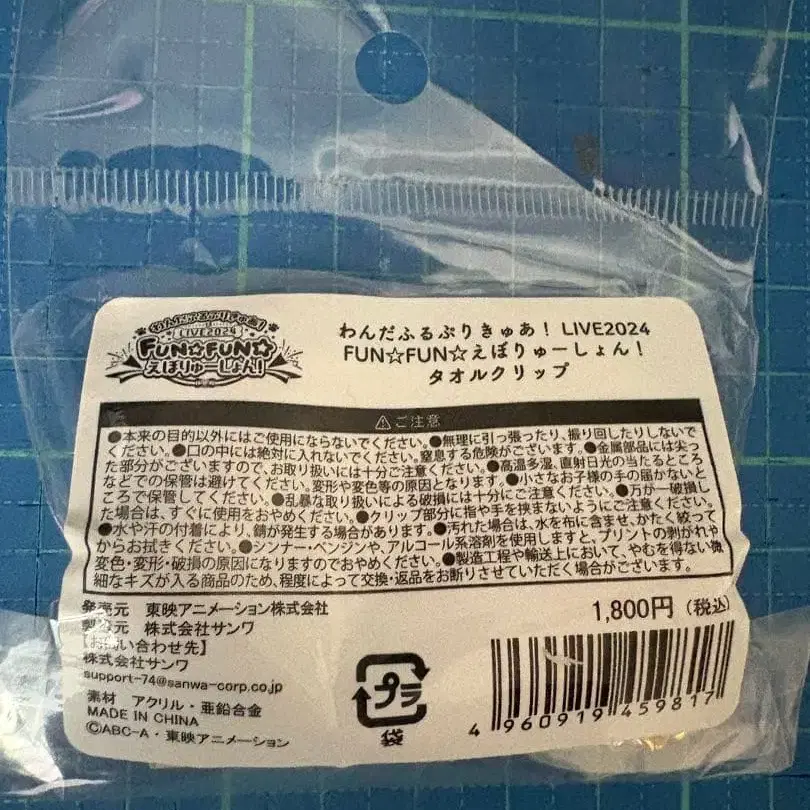 わんだふるぷりきゅあ!
LIVE2024
FUN☆FUN☆
えぼりゅーしょん!
わんだふるぷりきゅあ! LIVE2024
FUN☆FUN☆えぼりゅーしょん!
タオルクリップ
⚠ご注意
●本来の目的以外にはご使用にならないでください。●無理に引っ張ったり、振り回したりしないで
ください。●口の中には絶対に入れないでください。窒息する危険がございます。●金属部品には尖っ
た部分がございますので、お取り扱いには十分ご注意ください。●高温多湿、直射日光の当たるところ
などでの保管は避けてください。変形や変色等の原因となります。●小さなお子様の手の届かないと
ころで保管してください。●乱暴な取り扱いによる破損には十分にご注意ください。●万が一破損し
た場合は、すぐに使用をおやめください。●クリップ部分に指や手を挟まないようにご注意ください。
●水や汗の付着により、錆が発生する場合があります。●汚れた場合は、水を布に含ませ、かたく絞って
からお拭きください。●シンナー・ベンジンや、アルコール系溶剤を使用しますと、プリントの剥がれや
変色・変形・破損の原因になりますのでおやめください。●製造工程や輸送上において、やむを得ない微
細なキズが入る商品のため、程度によって交換・返品をお断りさせていただく場合がございます。
発売元 東映アニメーション株式会社
製造元 株式会社サンワ
【お問い合わせ先】
株式会社サンワ
support-74@sanwa-corp.co.jp
素材 アクリル・亜鉛合金
MADE IN CHINA
©ABC-A・東映アニメーション
1,800円(税込)
プラ
袋
4 960919 459817